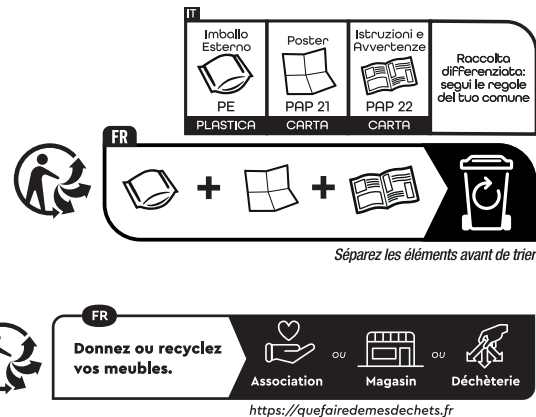 IT
Imballo
Esterno
PE
PLASTICA
Poster
PAP 21
CARTA
Istruzioni e
Avvertenze
PAP 22
CARTA
Raccolta
differenziata:
segui le regole
del tuo comune
FR
+ +
Séparez les éléments avant de trier
FR
Donnez ou recyclez
vos meubles.
Association
ou
Magasin
ou
Déchèterie
https://quefairedemesdechets.fr